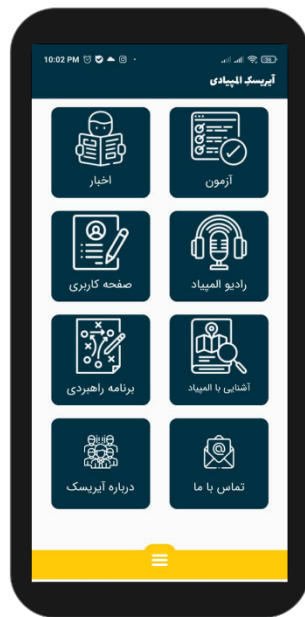 10:02 PM
آیریسک المپیادی
آزمون
اخبار
رادیو المپیاد
صفحه کاربری
آشنایی با المپیاد
برنامه راهبردی
تماس با ما
درباره آیریسک